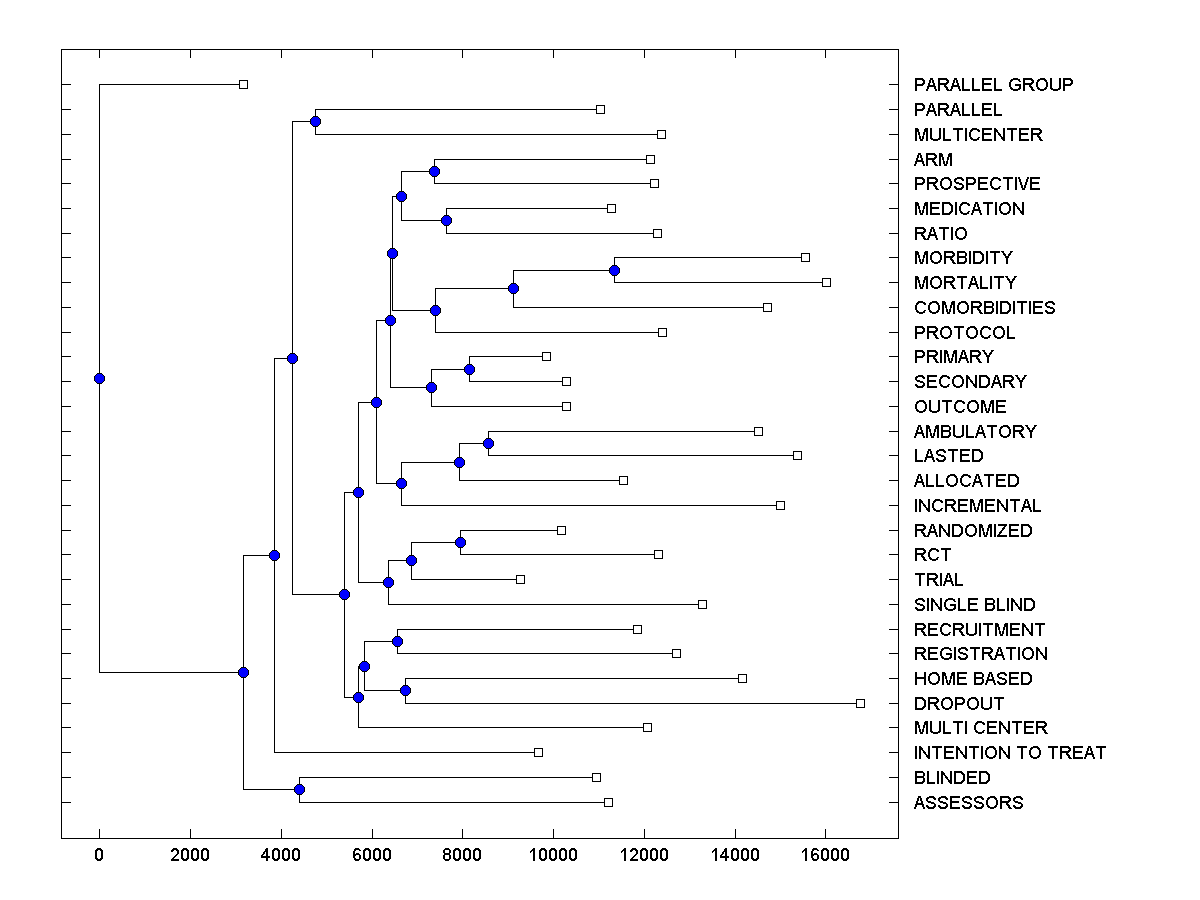 PARALLEL GROUP
PARALLEL
MULTICENTER
ARM
PROSPECTIVE
MEDICATION
RATIO
MORBIDITY
MORTALITY
COMORBIDITIES
PROTOCOL
PRIMARY
SECONDARY
OUTCOME
AMBULATORY
LASTED
ALLOCATED
INCREMENTAL
RANDOMIZED
RCT
TRIAL
SINGLE BLIND
RECRUITMENT
REGISTRATION
HOME BASED
DROPOUT
MULTI CENTER
INTENTION TO TREAT
BLINDED
ASSESSORS
0 2000 4000 6000 8000 10000 12000 14000 16000